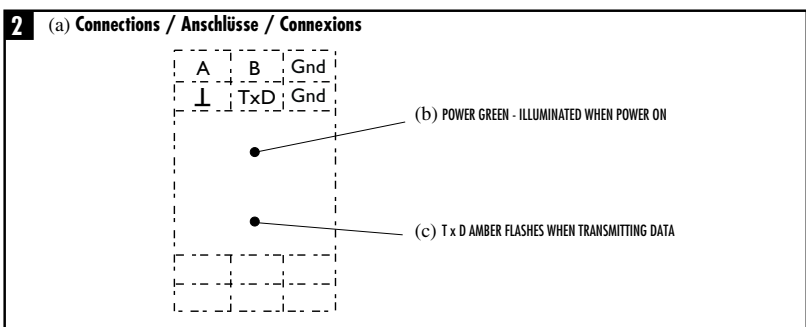 2 (a) Connections / Anschlüsse / Connexions
A B Gnd
⊥ TxD Gnd
(b) POWER GREEN - ILLUMINATED WHEN POWER ON
(c) T x D AMBER FLASHES WHEN TRANSMITTING DATA